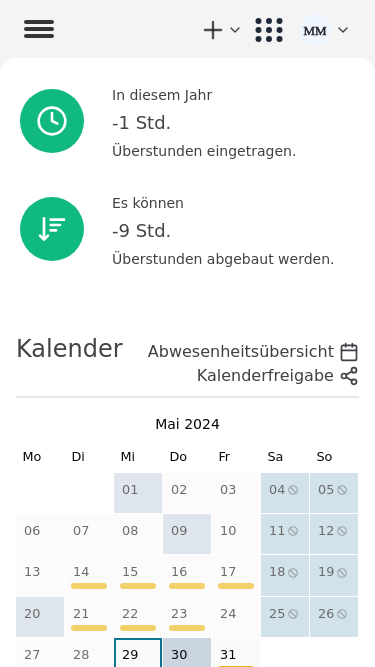 MM
In diesem Jahr
-1 Std.
Überstunden eingetragen.
Es können
-9 Std.
Überstunden abgebaut werden.
Kalender
Abwesenheitsübersicht
Kalenderfreigabe
Mai 2024
Mo Di Mi Do Fr Sa So
01 02 03 04 05
06 07 08 09 10 11 12
13 14 15 16 17 18 19
20 21 22 23 24 25 26
27 28 29 30 31